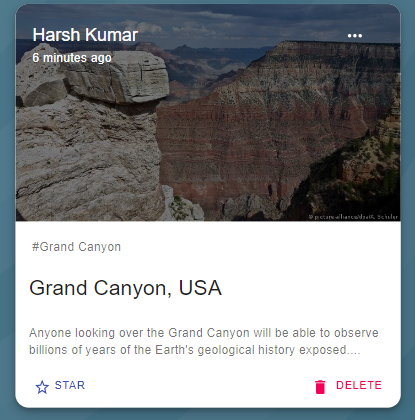 Harsh Kumar
6 minutes ago
© picture alliance/dpa/A. Schuler
#Grand Canyon
Grand Canyon, USA
Anyone looking over the Grand Canyon will be able to observe
billions of years of the Earth's geological history exposed....
STAR
DELETE